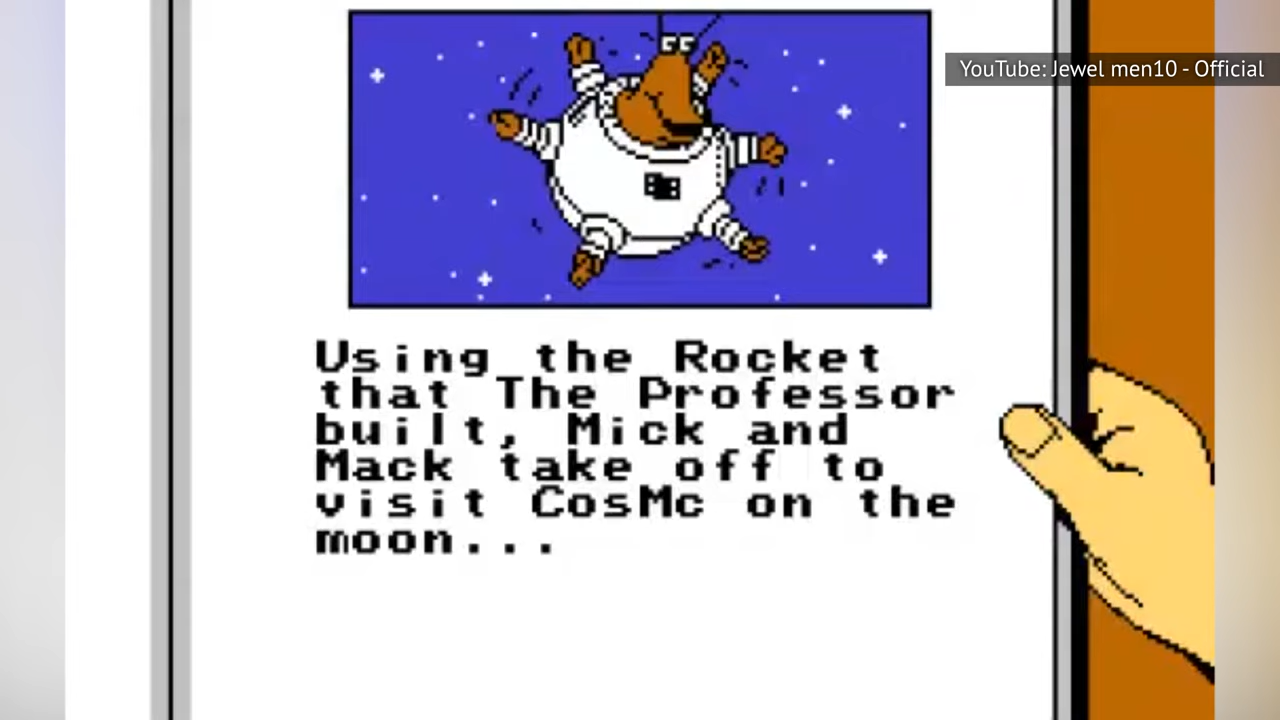 YouTube: Jewel men10 - Official
Using the Rocket
that The Professor
built, Mick and
Mack take off to
visit CosMc on the
moon...